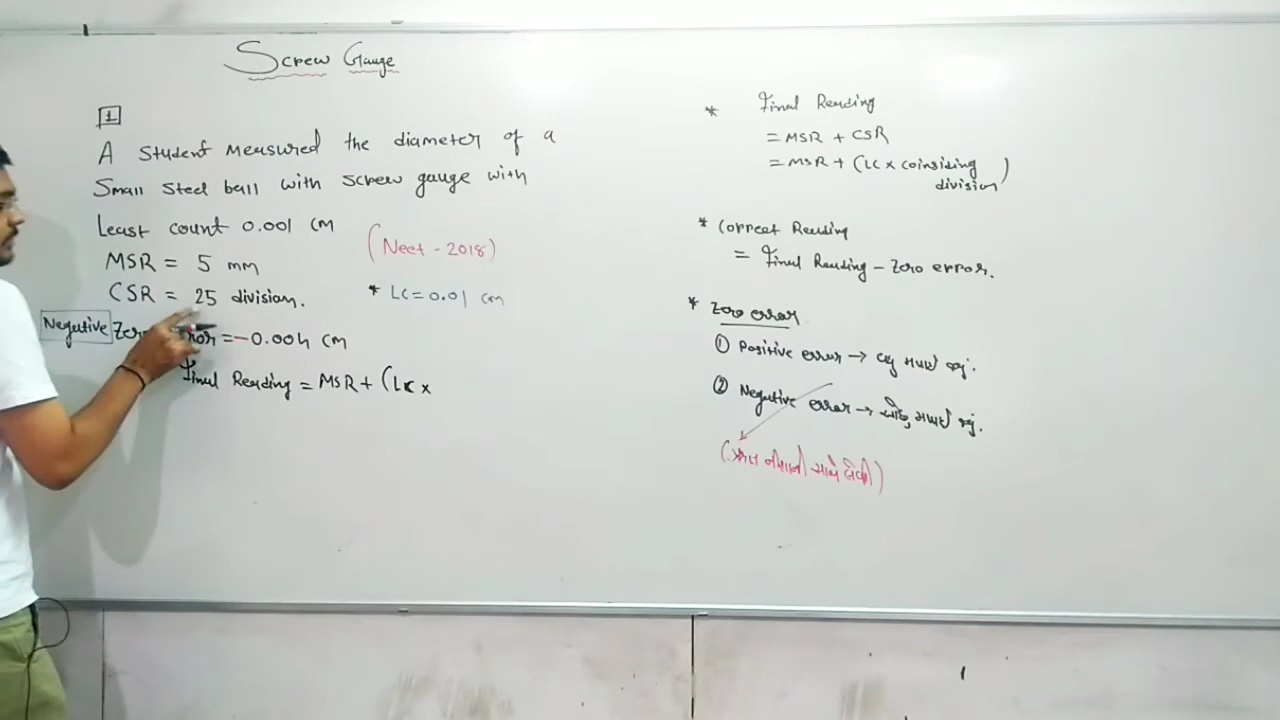 Screw Gauge
1
A Student measured the diameter of a
Small Steel ball with screw gauge with
Least count 0.001 cm
(Neet - 2018)
MSR = 5 mm
CSR = 25 division.
* LC = 0.01 cm
Negative = -0.004 cm
Final Reading = MSR + (LC x
* Final Reading
= MSR + CSR
= MSR + (LC x coinsiding
division)
* Correct Reading
= Final Reading - Zero error.
* Zero error
① Positive error →
② Negative error →